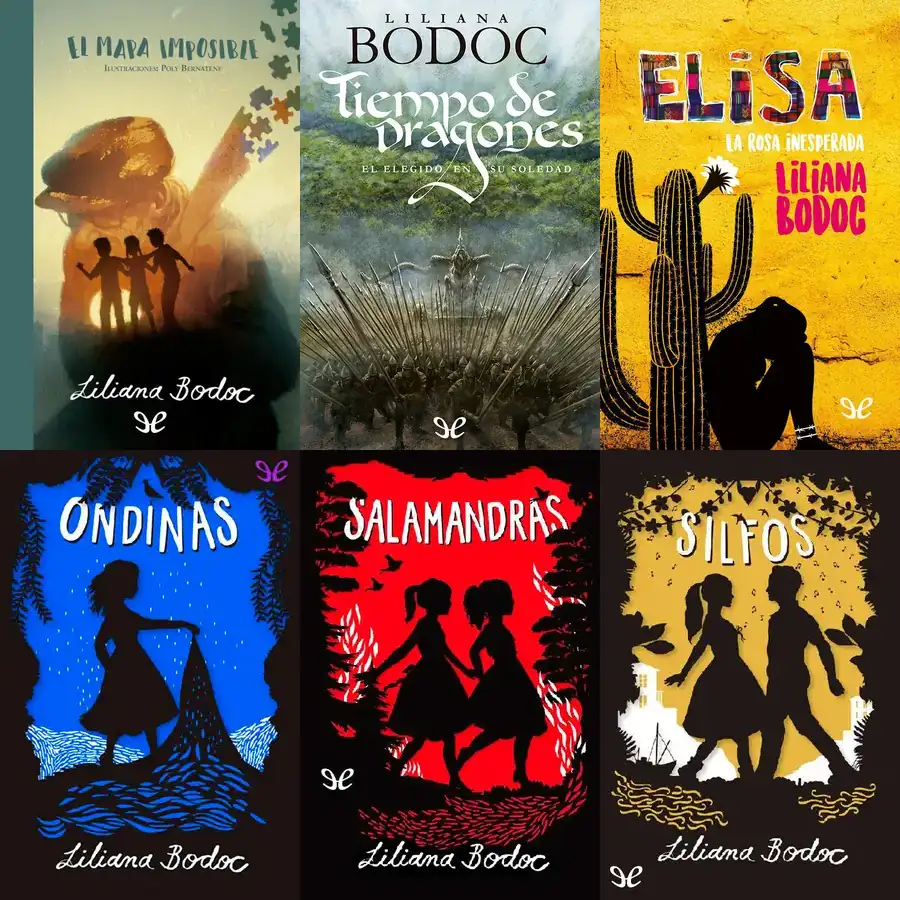 EL MAPA IMPOSIBLE
ILUSTRACIONES: POLY BERNATENE
Liliana Bodoc
LILIANA
BODOC
Tiempo de
Dragones
EL ELEGIDO EN SU SOLEDAD
ELISA
LA ROSA INESPERADA
LILIANA
BODOC
ONDINAS
Liliana Bodoc
SALAMANDRAS
Liliana Bodoc
SILFOS
Liliana Bodoc